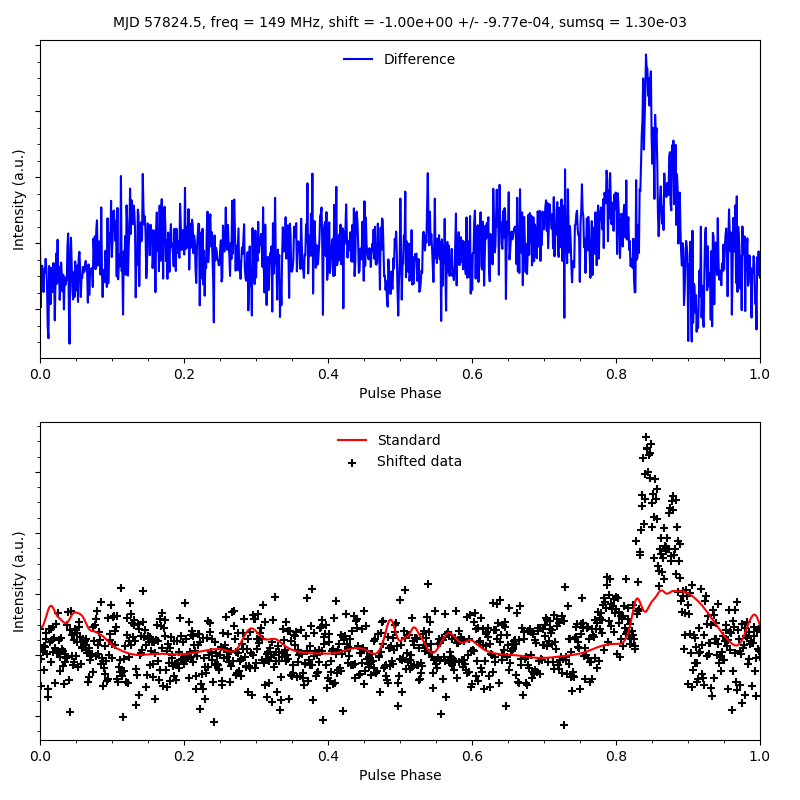 MJD 57824.5, freq = 149 MHz, shift = -1.00e+00 +/- -9.77e-04, sumsq = 1.30e-03
Difference
Intensity (a.u.)
0.0 0.2 0.4 0.6 0.8 1.0
Pulse Phase
Standard
Shifted data
Intensity (a.u.)
0.0 0.2 0.4 0.6 0.8 1.0
Pulse Phase